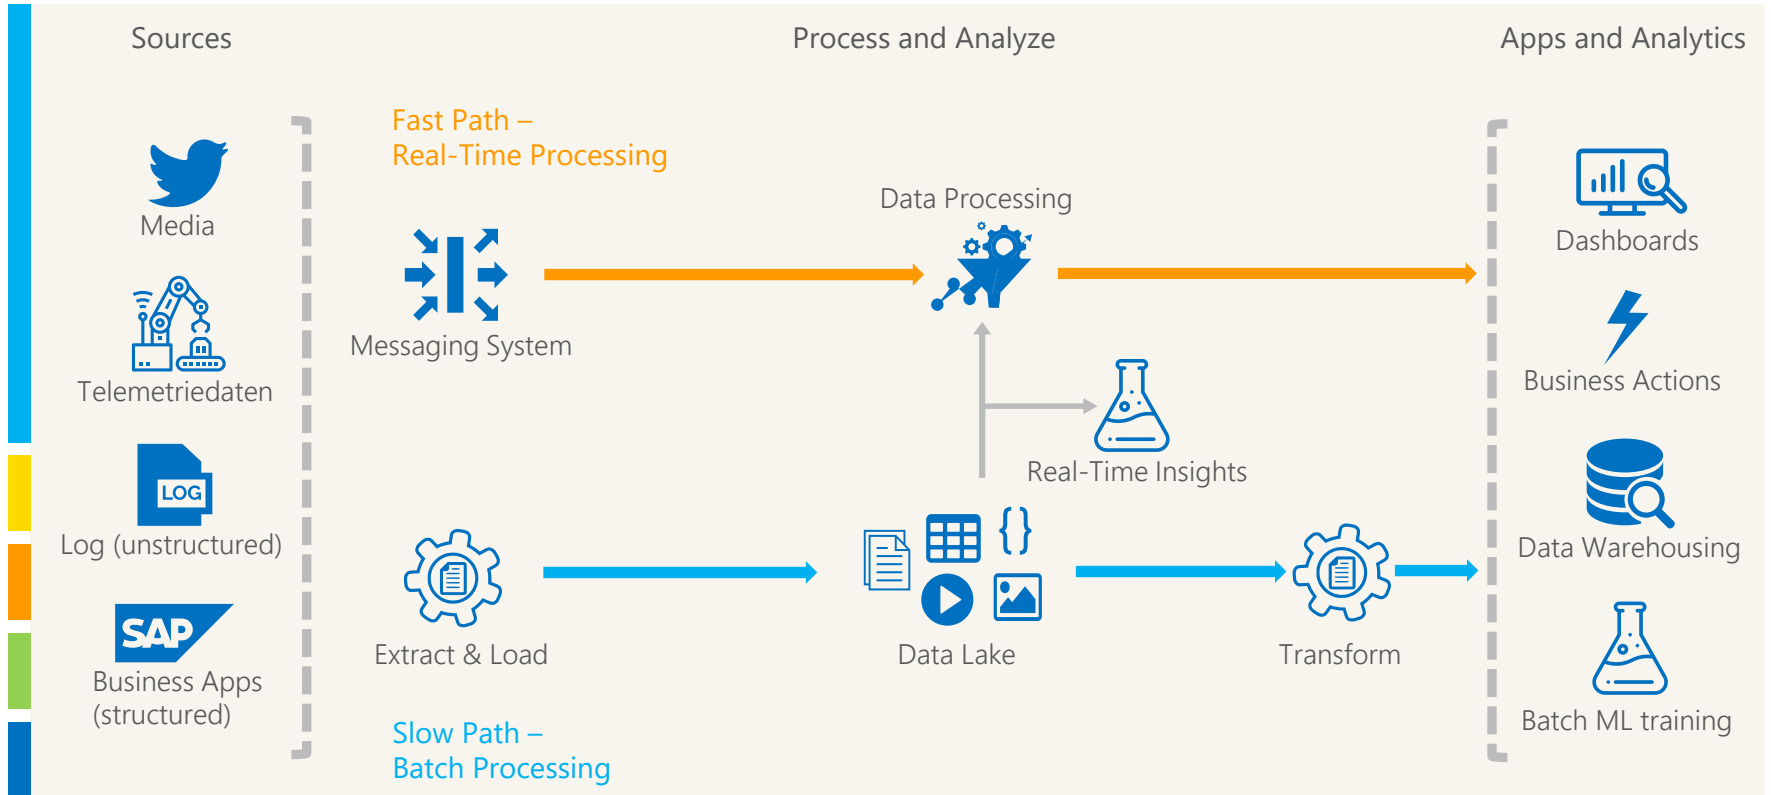 Sources
Process and Analyze
Apps and Analytics
Fast Path –
Real-Time Processing
Media
Telemetriedaten
LOG
Log (unstructured)
SAP
Business Apps
(structured)
Messaging System
Data Processing
Real-Time Insights
Extract & Load
{}
Data Lake
Transform
Slow Path –
Batch Processing
Dashboards
Business Actions
Data Warehousing
Batch ML training